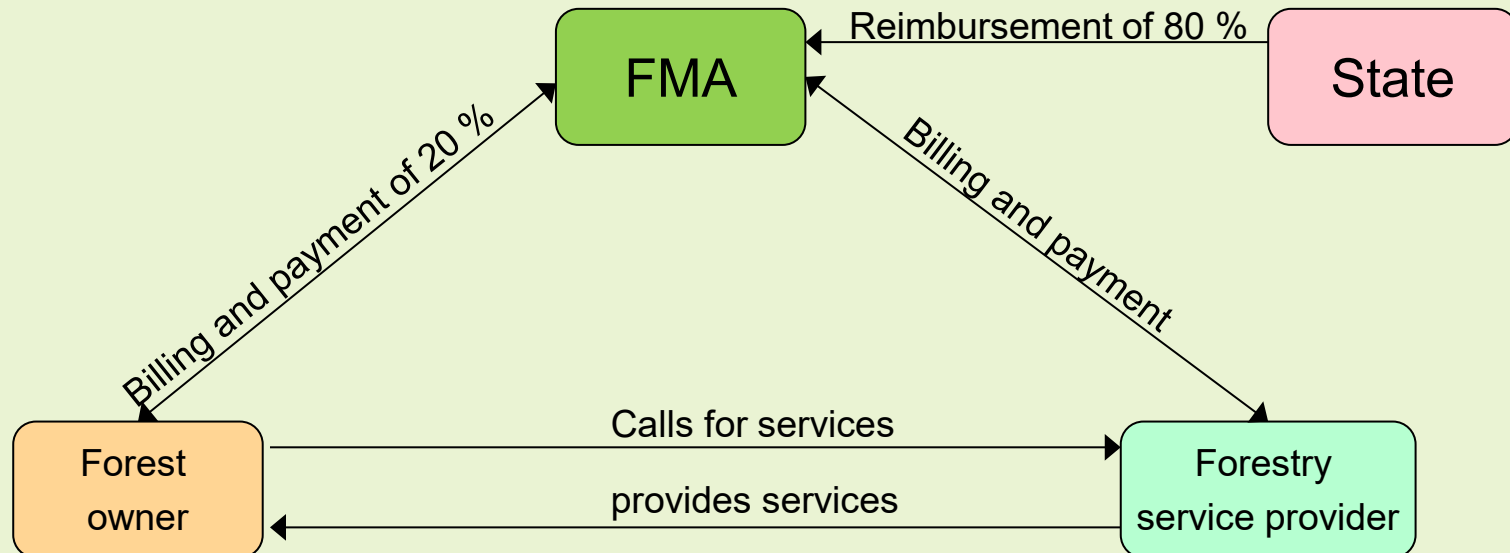 Reimbursement of 80 %
FMA
State
Billing and payment of 20 %
Billing and payment
Calls for services
Forest
owner
provides services
Forestry
service provider